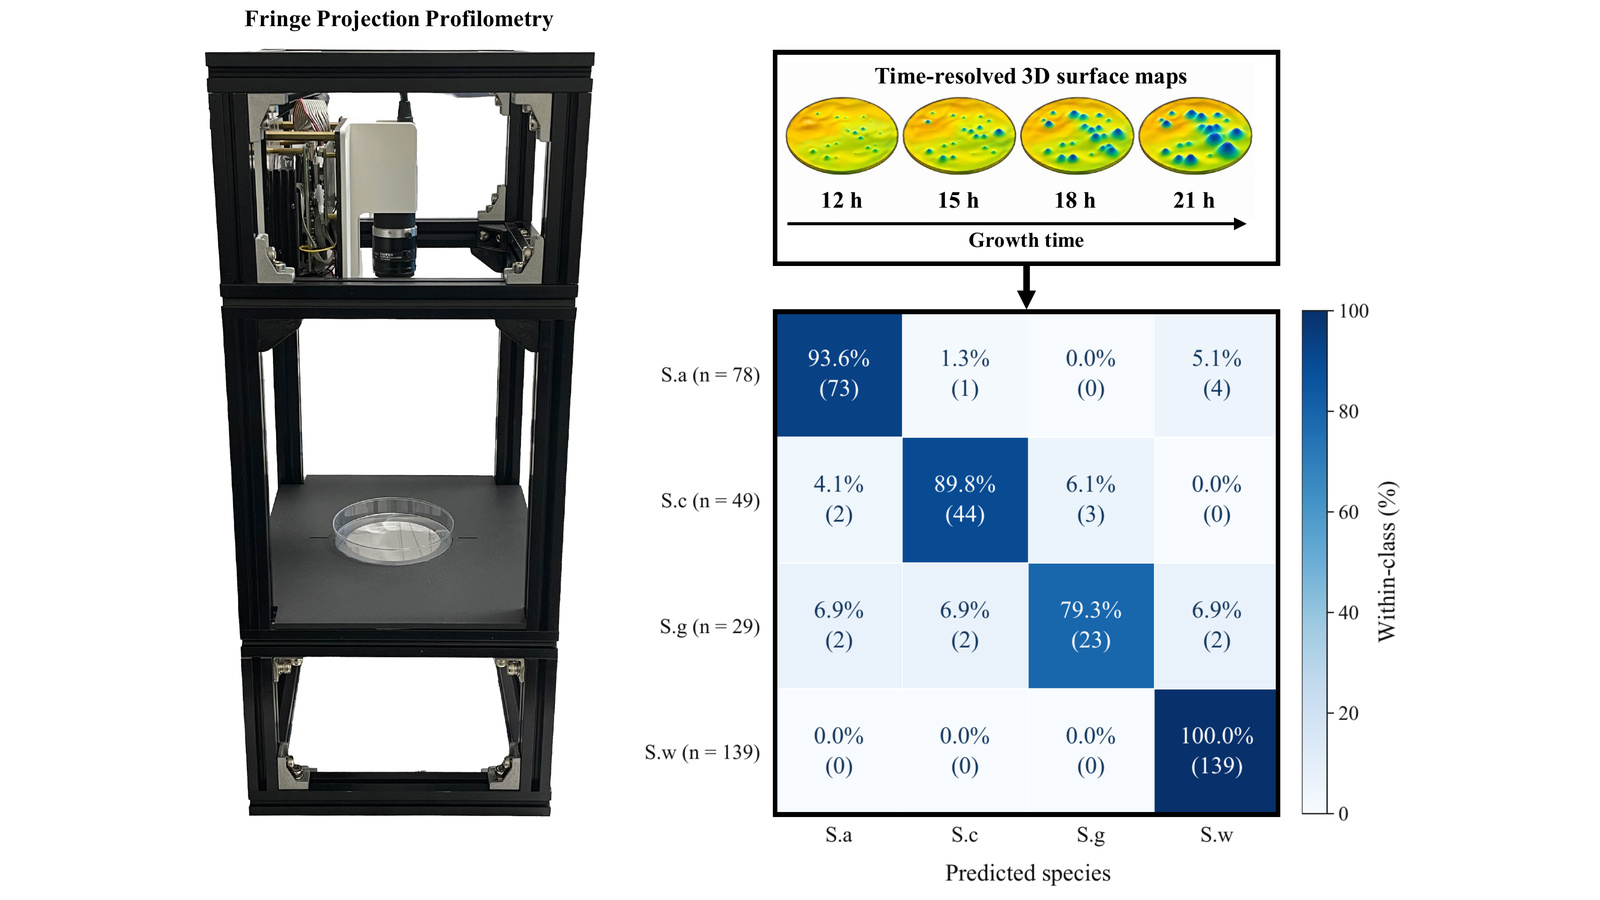 Fringe Projection Profilometry
Time-resolved 3D surface maps
12 h 15 h 18 h 21 h
Growth time
S.a (n = 78) 93.6% 1.3% 0.0% 5.1%
(73) (1) (0) (4)
S.c (n = 49) 4.1% 89.8% 6.1% 0.0%
(2) (44) (3) (0)
S.g (n = 29) 6.9% 6.9% 79.3% 6.9%
(2) (2) (23) (2)
S.w (n = 139) 0.0% 0.0% 0.0% 100.0%
(0) (0) (0) (139)
S.a S.c S.g S.w
Predicted species
100
80
60
40
20
0
Within-class (%)